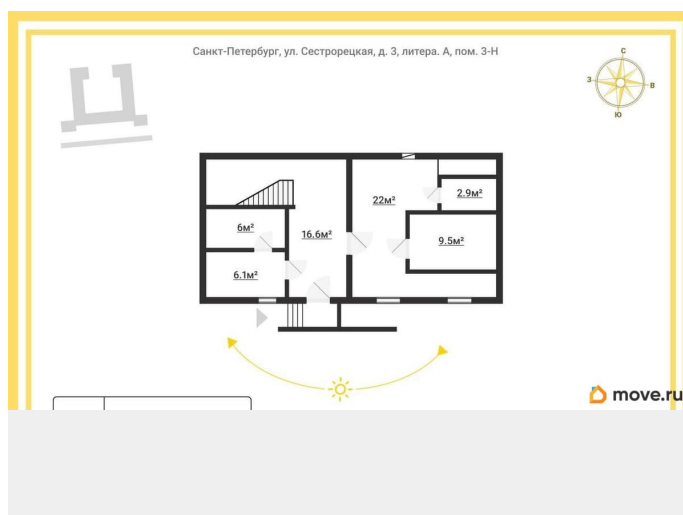 Санкт-Петербург, ул. Сестрорецкая, д. 3, литера. А, пом. 3-Н
С
З
В
Ю
22м²
2.9м²
6м²
16.6м²
9.5м²
6.1м²
move.ru